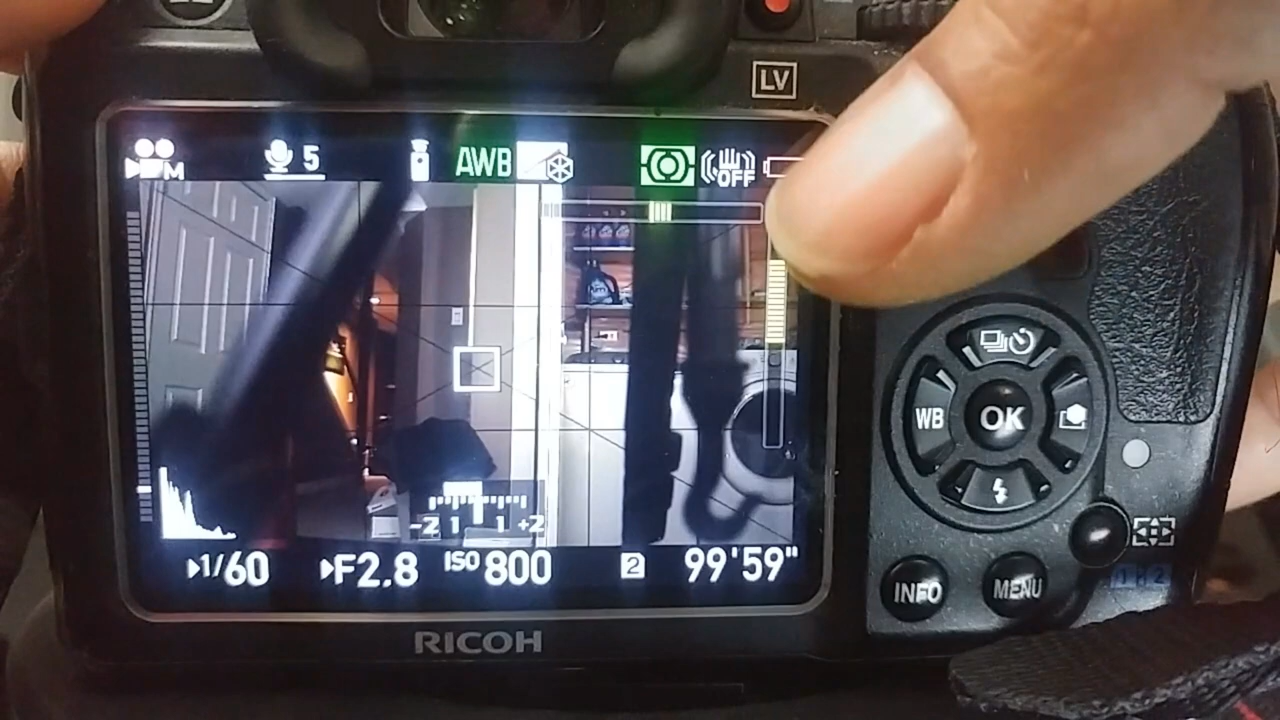 LV
M 5 AWB OFF
-2 1 1 +2
1/60 F2.8 ISO 800 2 99'59"
WB OK
INFO MENU
RICOH